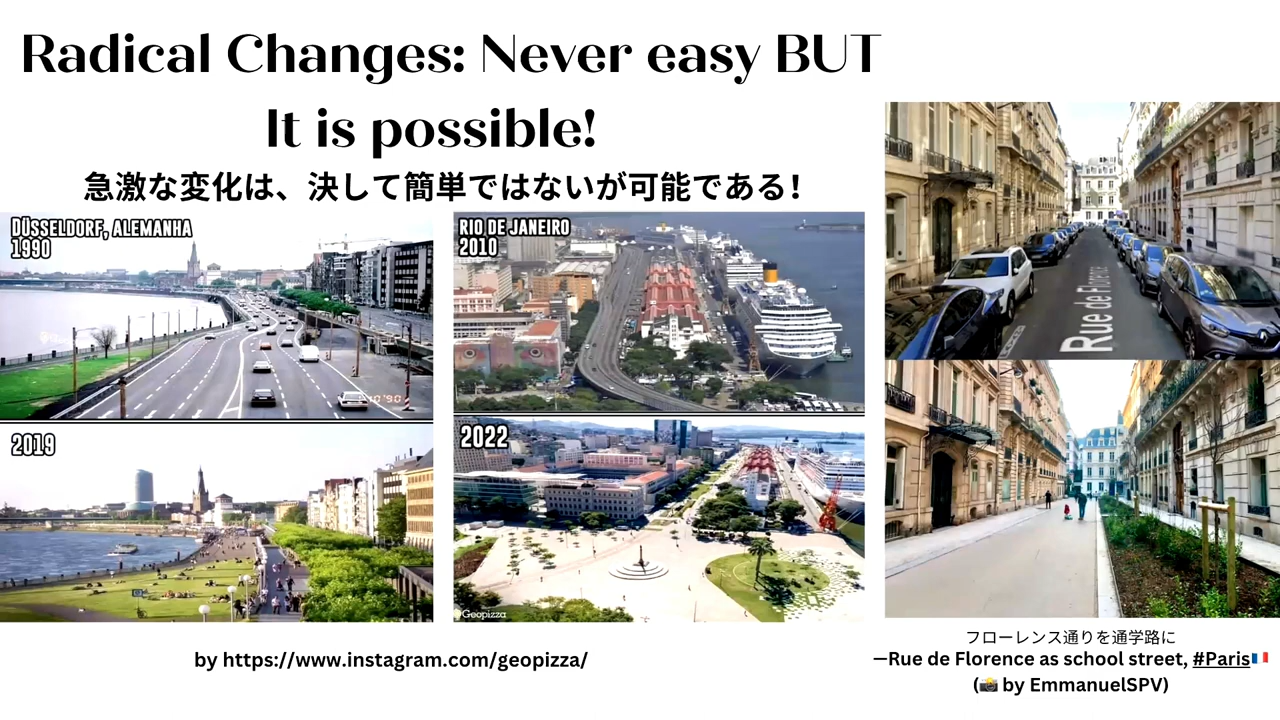 Radical Changes: Never easy BUT
It is possible!
急激な変化は、決して簡単ではないが可能である！
DÜSSELDORF, ALEMANHA
1990
2019
RIO DE JANEIRO
2010
2022
©Geopizza
by https://www.instagram.com/geopizza/
Rue de Florence
フローレンス通りを通学路に
—Rue de Florence as school street, #Paris🇫🇷
(📸 by EmmanuelSPV)